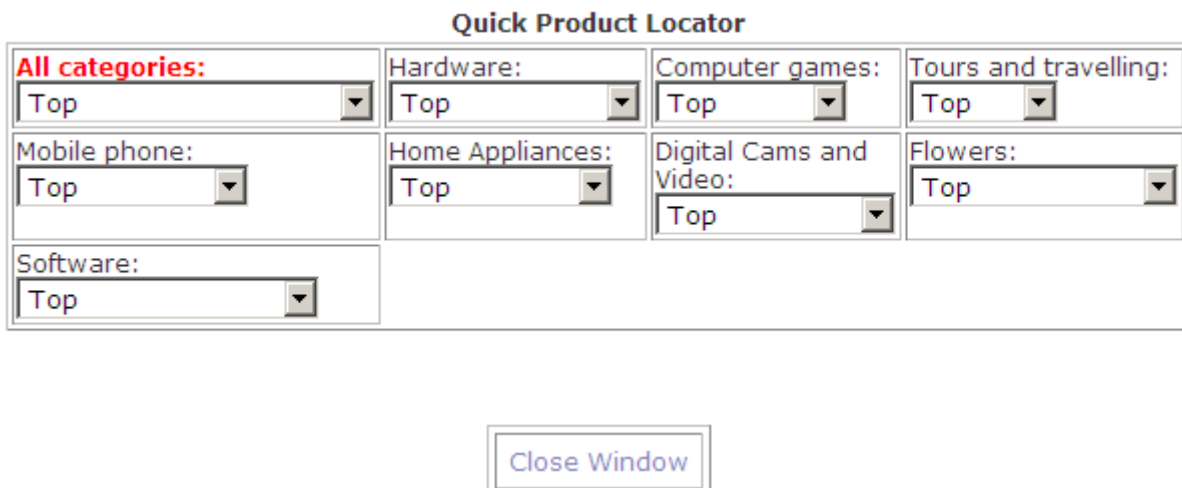 Quick Product Locator
All categories:
Top
Hardware:
Top
Computer games:
Top
Tours and travelling:
Top
Mobile phone:
Top
Home Appliances:
Top
Digital Cams and
Video:
Top
Flowers:
Top
Software:
Top
Close Window